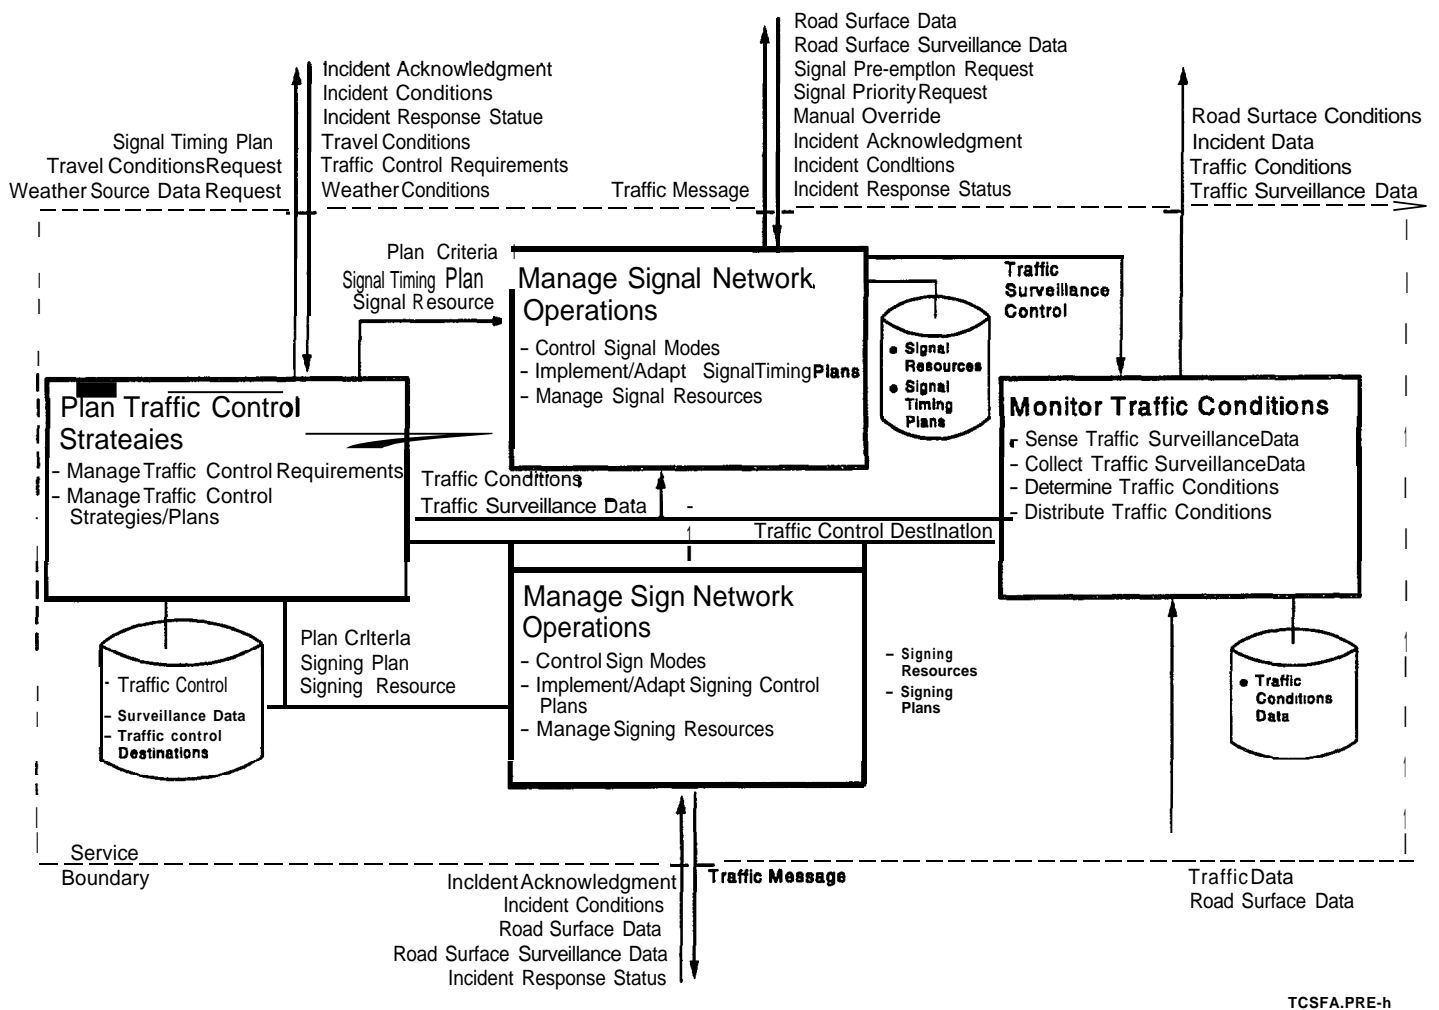 Incident Acknowledgment
Incident Conditions
Incident Response Statue
Travel Conditions
Traffic Control Requirements
Weather Conditions
Signal Timing Plan
Travel Conditions Request
Weather Source Data Request
Traffic Message
Road Surface Data
Road Surface Surveillance Data
Signal Pre-emptlon Request
Signal Priority Request
Manual Override
Incident Acknowledgment
Incident Condltions
Incident Response Status
Road Surtace Conditions
Incident Data
Traffic Conditions
Traffic Surveillance Data
Plan Criteria
Signal Timing Plan
Signal Resource
Manage Signal Network
Operations
– Control Signal Modes
– Implement/Adapt Signal Timing Plans
– Manage Signal Resources
• Signal
Resources
• Signal
Timing
Plans
Traffic
Surveillance
Control
Plan Traffic Control
Strateaies
– Manage Traffic Control Requirements
– Manage Traffic Control
Strategies/Plans
Monitor Traffic Conditions
- Sense Traffic Surveillance Data
– Collect Traffic Surveillance Data
– Determine Traffic Conditions
– Distribute Traffic Conditions
Traffic Conditions
Traffic Surveillance Data
Traffic Control Destlnatlon
Manage Sign Network
Operations
– Control Sign Modes
– Implement/Adapt Signing Control
Plans
– Manage Signing Resources
– Signing
Resources
– Signing
Plans
Plan Crlterla
Signing Plan
Signing Resource
- Traffic Control
– Surveillance Data
– Traffic control
Destinations
• Traffic
Conditions
Data
Service
Boundary
Incldent Acknowledgment
Incident Conditions
Road Surface Data
Road Surface Surveillance Data
Incident Response Status
Traffic Message
Traffic Data
Road Surface Data
TCSFA.PRE-h